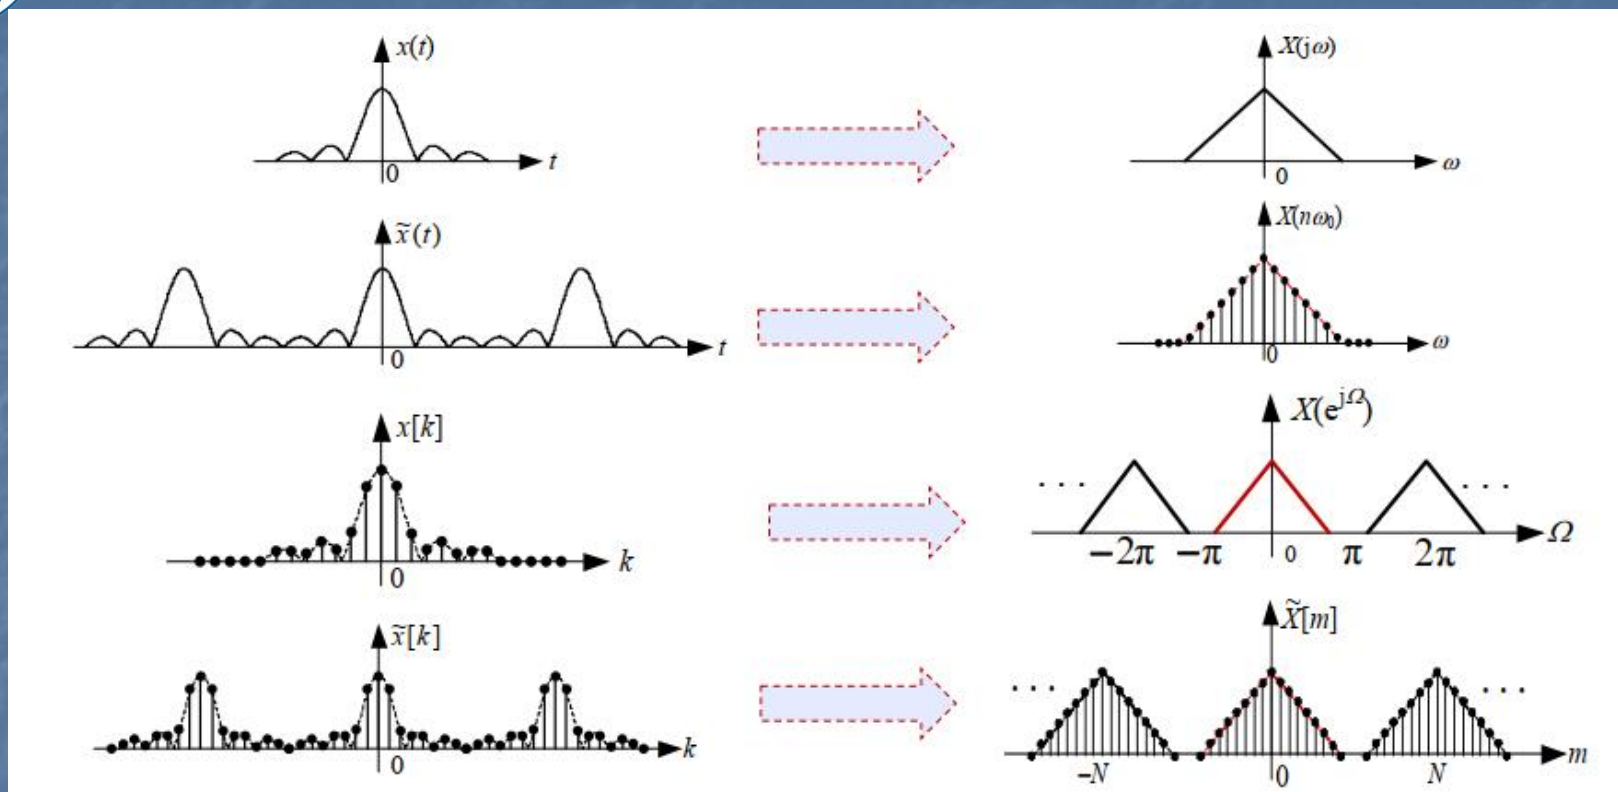 x(t)
t
0
X(jω)
ω
0
x̃(t)
t
0
X(nω₀)
ω
0
x[k]
k
0
X(e^{jΩ})
· · ·
· · ·
Ω
−2π −π 0 π 2π
x̃[k]
k
0
X̃[m]
· · ·
· · ·
m
-N 0 N